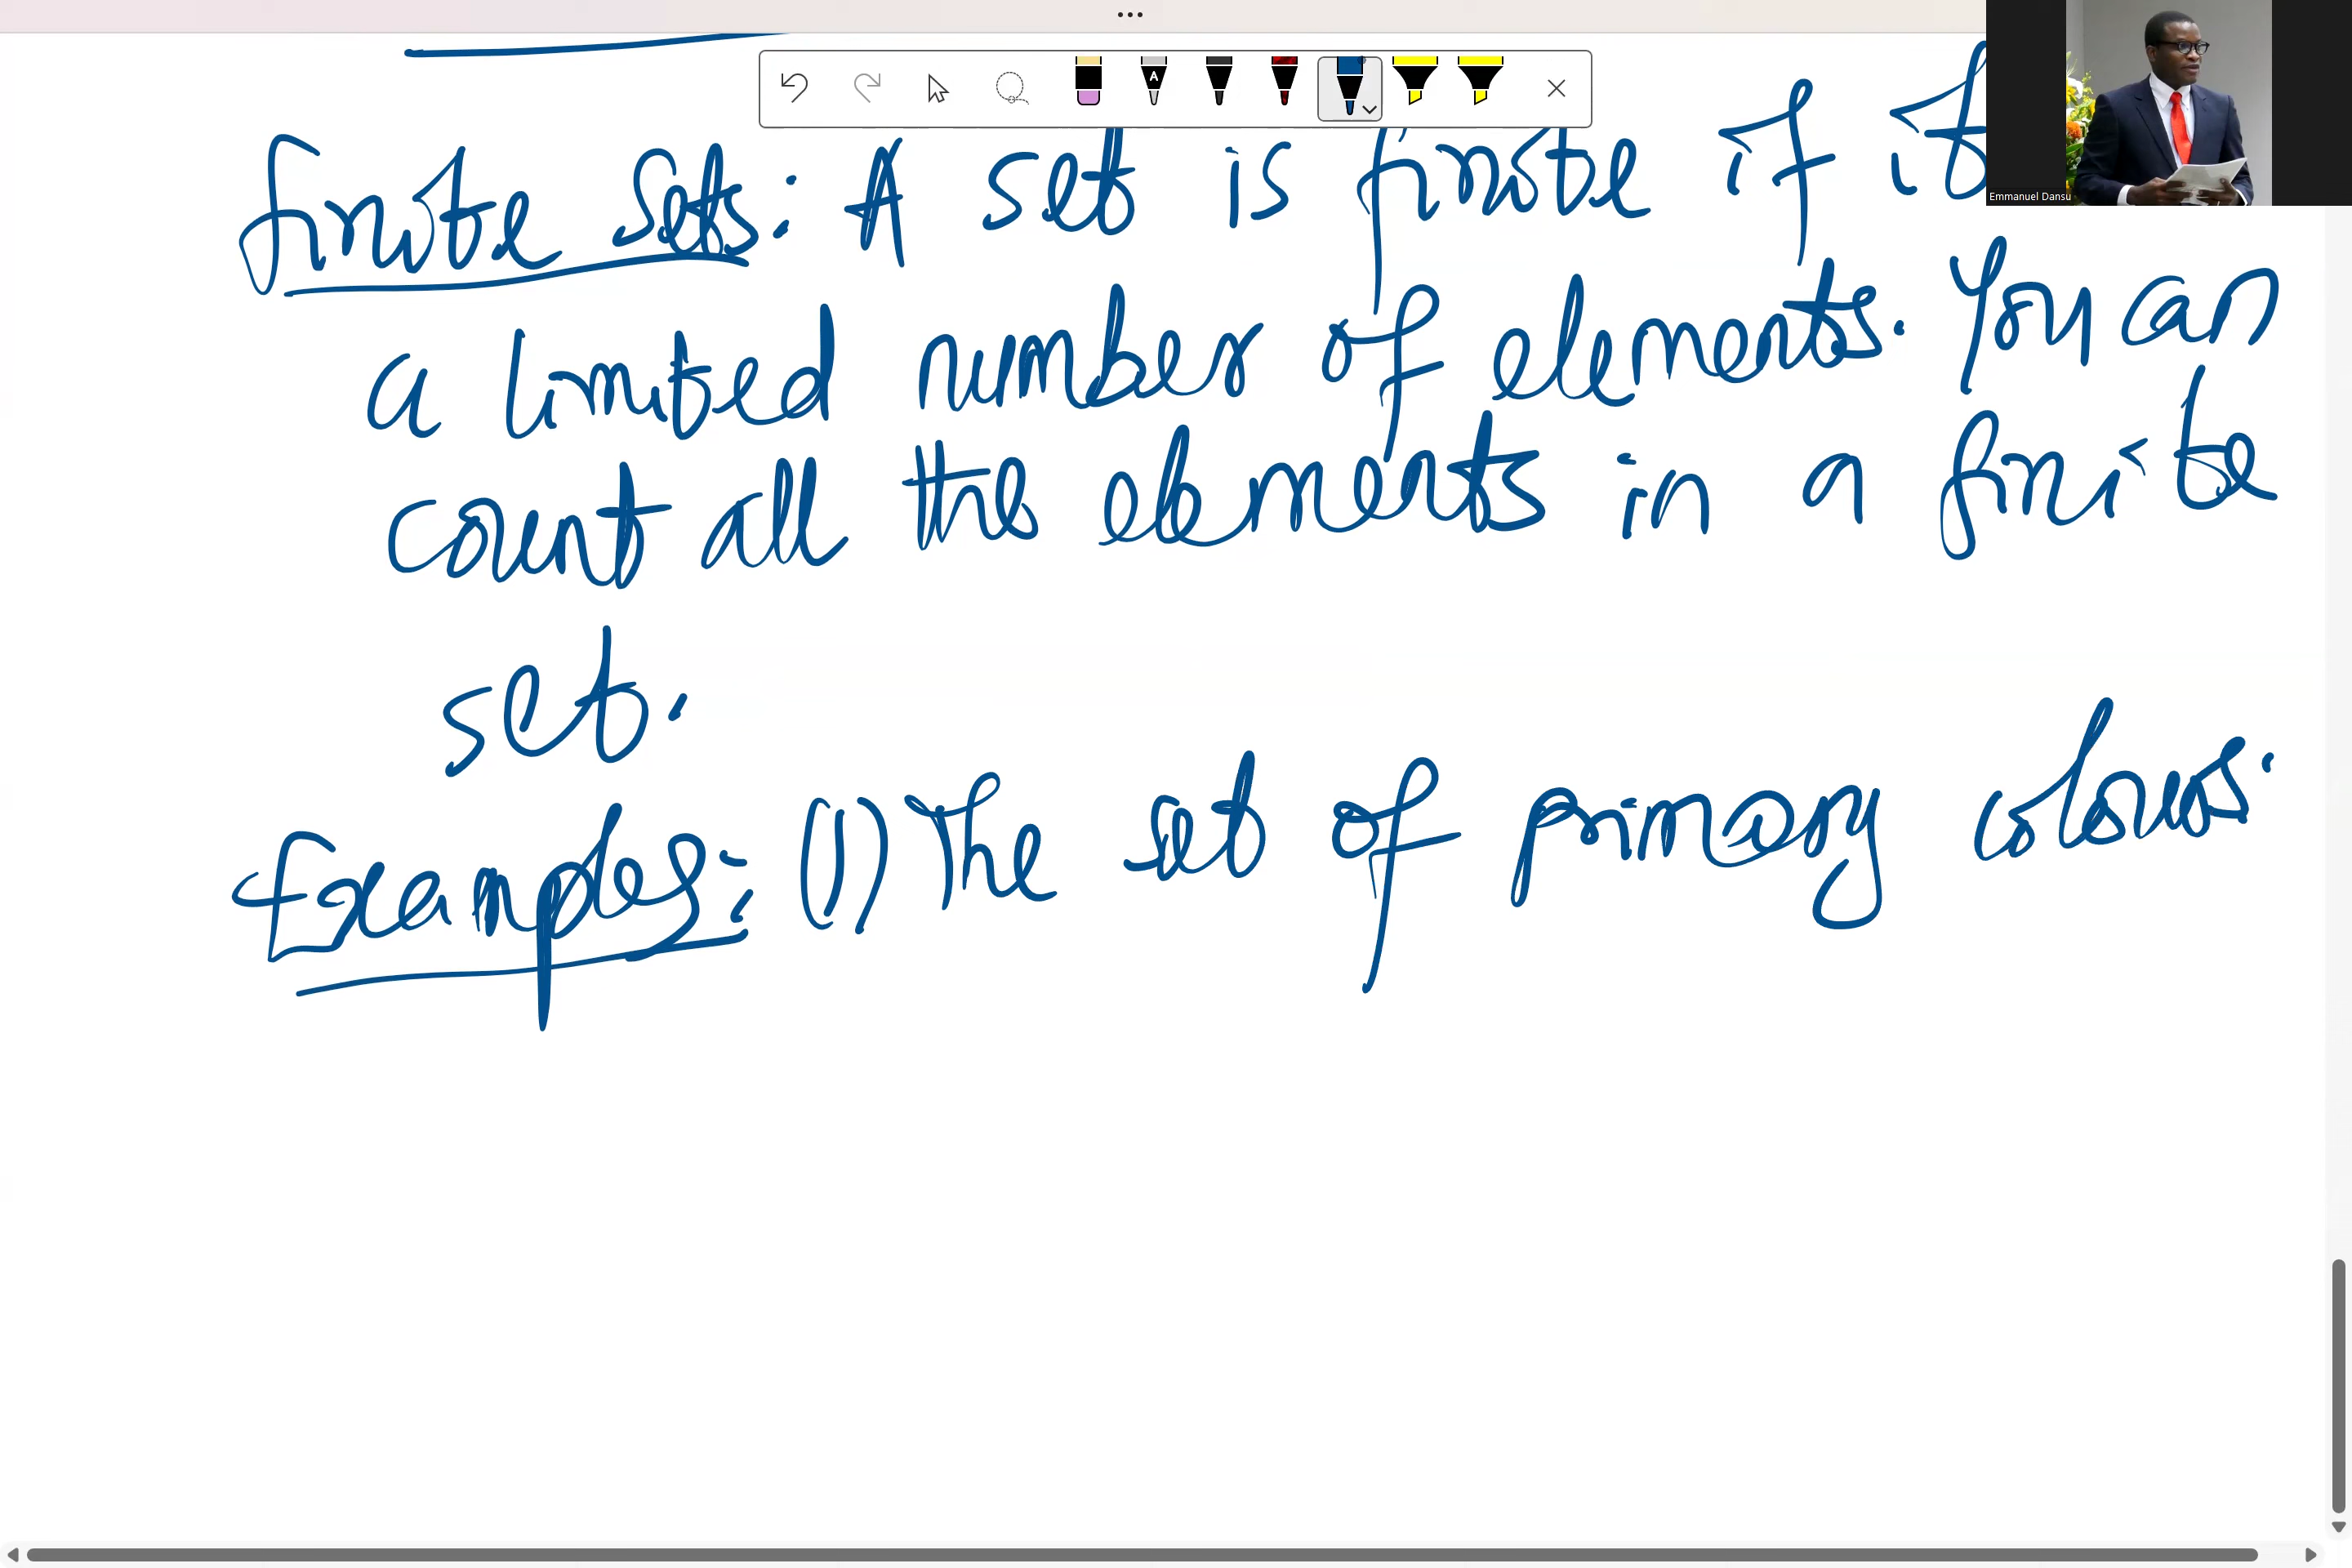 Finite Sets: A set is finite if it
Emmanuel Dansu
a limited number of elements. You can
count all the elements in a finite
set.
Examples: (1) The set of primary colours.